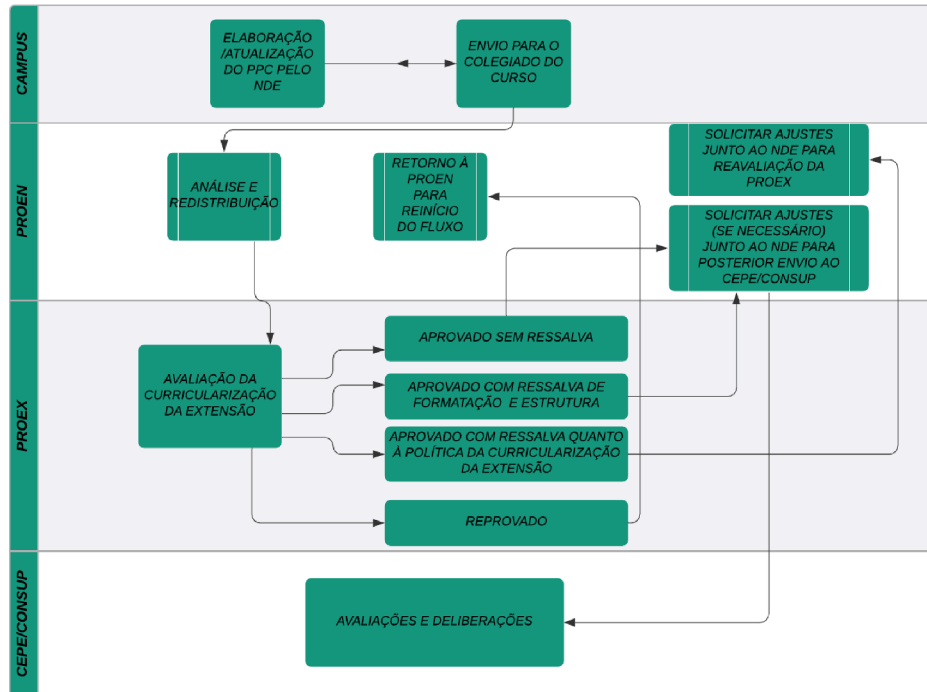 CAMPUS
ELABORAÇÃO
/ATUALIZAÇÃO
DO PPC PELO
NDE
ENVIO PARA O
COLEGIADO DO
CURSO
PROEN
ANÁLISE E
REDISTRIBUIÇÃO
RETORNO À
PROEN
PARA
REINÍCIO
DO FLUXO
SOLICITAR AJUSTES
JUNTO AO NDE PARA
REAVALIAÇÃO DA
PROEX
SOLICITAR AJUSTES
(SE NECESSÁRIO)
JUNTO AO NDE PARA
POSTERIOR ENVIO AO
CEPE/CONSUP
PROEX
AVALIAÇÃO DA
CURRICULARIZAÇÃO
DA EXTENSÃO
APROVADO SEM RESSALVA
APROVADO COM RESSALVA DE
FORMATAÇÃO E ESTRUTURA
APROVADO COM RESSALVA QUANTO
À POLÍTICA DA CURRICULARIZAÇÃO
DA EXTENSÃO
REPROVADO
CEPE/CONSUP
AVALIAÇÕES E DELIBERAÇÕES